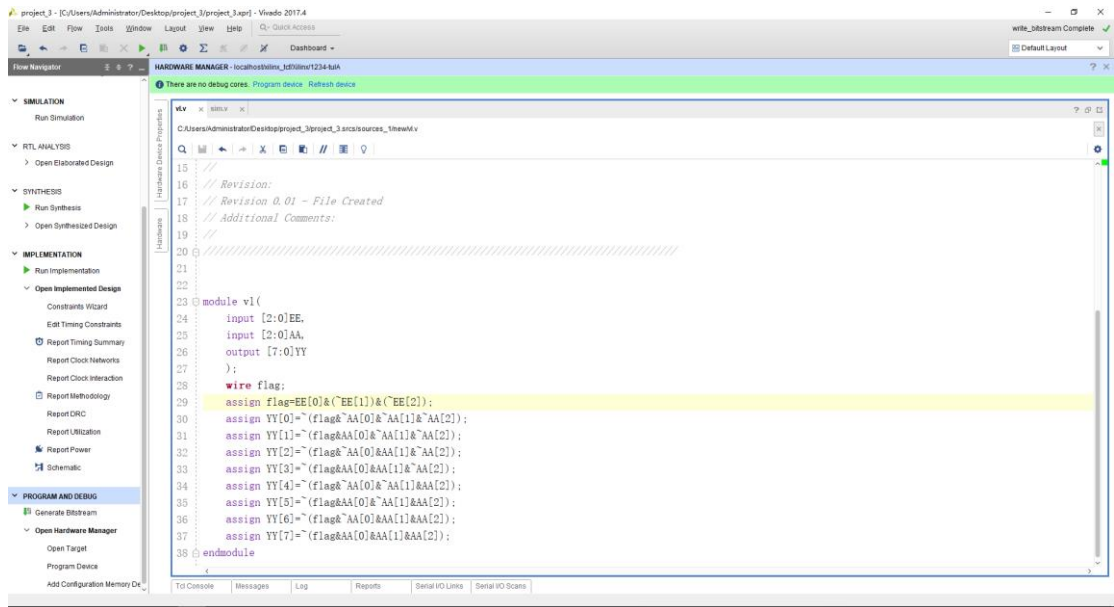 project_3 - [C:/Users/Administrator/Desktop/project_3/project_3.xpr] - Vivado 2017.4
File Edit Flow Tools Window Layout View Help Q- Quick Access
write_bitstream Complete
Dashboard
Default Layout
Flow Navigator
HARDWARE MANAGER - localhost/xilinx_tcf/Xilinx/1234-tulA
There are no debug cores. Program device Refresh device
SIMULATION
Run Simulation
RTL ANALYSIS
Open Elaborated Design
SYNTHESIS
Run Synthesis
Open Synthesized Design
IMPLEMENTATION
Run Implementation
Open Implemented Design
Constraints Wizard
Edit Timing Constraints
Report Timing Summary
Report Clock Networks
Report Clock Interaction
Report Methodology
Report DRC
Report Utilization
Report Power
Schematic
PROGRAM AND DEBUG
Generate Bitstream
Open Hardware Manager
Open Target
Program Device
Add Configuration Memory De
Hardware Device Properties
Hardware
vl.v sim.v
C:/Users/Administrator/Desktop/project_3/project_3.srcs/sources_1/new/vl.v
15 //
16 // Revision:
17 // Revision 0.01 - File Created
18 // Additional Comments:
19 //
20 //////////////////////////////////////////////////////////////////////////////////
21
22
23 module vl(
24 input [2:0]EE,
25 input [2:0]AA,
26 output [7:0]YY
27 );
28 wire flag;
29 assign flag=EE[0]&(~EE[1])&(~EE[2]);
30 assign YY[0]=~(flag&~AA[0]&~AA[1]&~AA[2]);
31 assign YY[1]=~(flag&AA[0]&~AA[1]&~AA[2]);
32 assign YY[2]=~(flag&~AA[0]&AA[1]&~AA[2]);
33 assign YY[3]=~(flag&AA[0]&AA[1]&~AA[2]);
34 assign YY[4]=~(flag&~AA[0]&~AA[1]&AA[2]);
35 assign YY[5]=~(flag&AA[0]&~AA[1]&AA[2]);
36 assign YY[6]=~(flag&~AA[0]&AA[1]&AA[2]);
37 assign YY[7]=~(flag&AA[0]&AA[1]&AA[2]);
38 endmodule
Tcl Console Messages Log Reports Serial I/O Links Serial I/O Scans